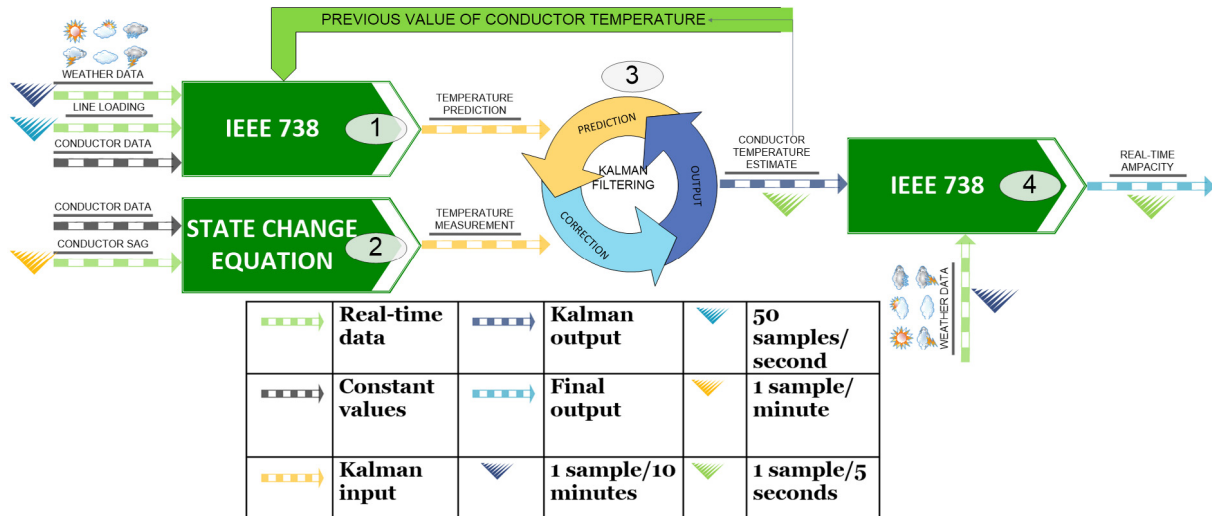 PREVIOUS VALUE OF CONDUCTOR TEMPERATURE
WEATHER DATA
LINE LOADING
CONDUCTOR DATA
IEEE 738
1
TEMPERATURE
PREDICTION
3
PREDICTION
KALMAN
FILTERING
OUTPUT
CORRECTION
CONDUCTOR
TEMPERATURE
ESTIMATE
IEEE 738
4
REAL-TIME
AMPACITY
CONDUCTOR DATA
CONDUCTOR SAG
STATE CHANGE
EQUATION
2
TEMPERATURE
MEASUREMENT
WEATHER DATA
Real-time
data
Kalman
output
50
samples/
second
Constant
values
Final
output
1 sample/
minute
Kalman
input
1 sample/10
minutes
1 sample/5
seconds